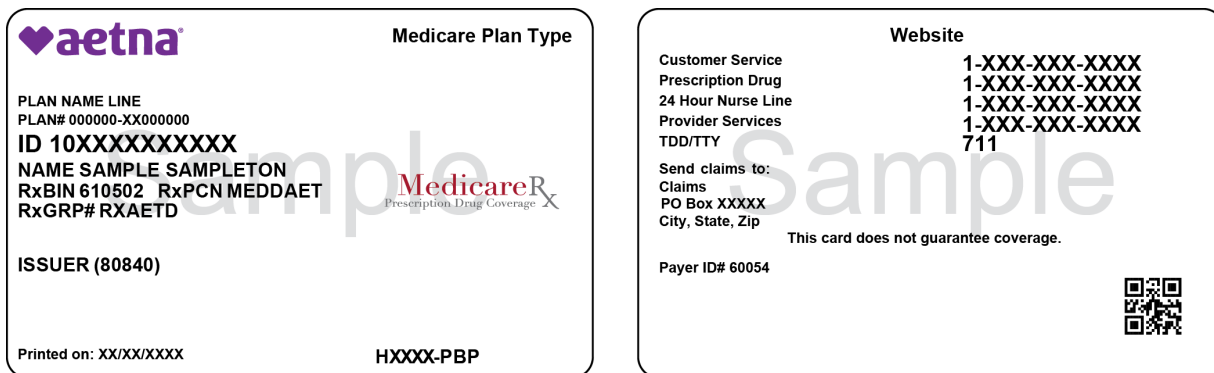 aetna
Medicare Plan Type
PLAN NAME LINE
PLAN# 000000-XX000000
ID 10XXXXXXXXXX
NAME SAMPLE SAMPLETON
RxBIN 610502 RxPCN MEDDAET
RxGRP# RXAETD
MedicareRx
Prescription Drug Coverage
ISSUER (80840)
Printed on: XX/XX/XXXX
HXXXX-PBP
Sample
Website
Customer Service 1-XXX-XXX-XXXX
Prescription Drug 1-XXX-XXX-XXXX
24 Hour Nurse Line 1-XXX-XXX-XXXX
Provider Services 1-XXX-XXX-XXXX
TDD/TTY 711
Send claims to:
Claims
PO Box XXXXX
City, State, Zip
This card does not guarantee coverage.
Payer ID# 60054
Sample